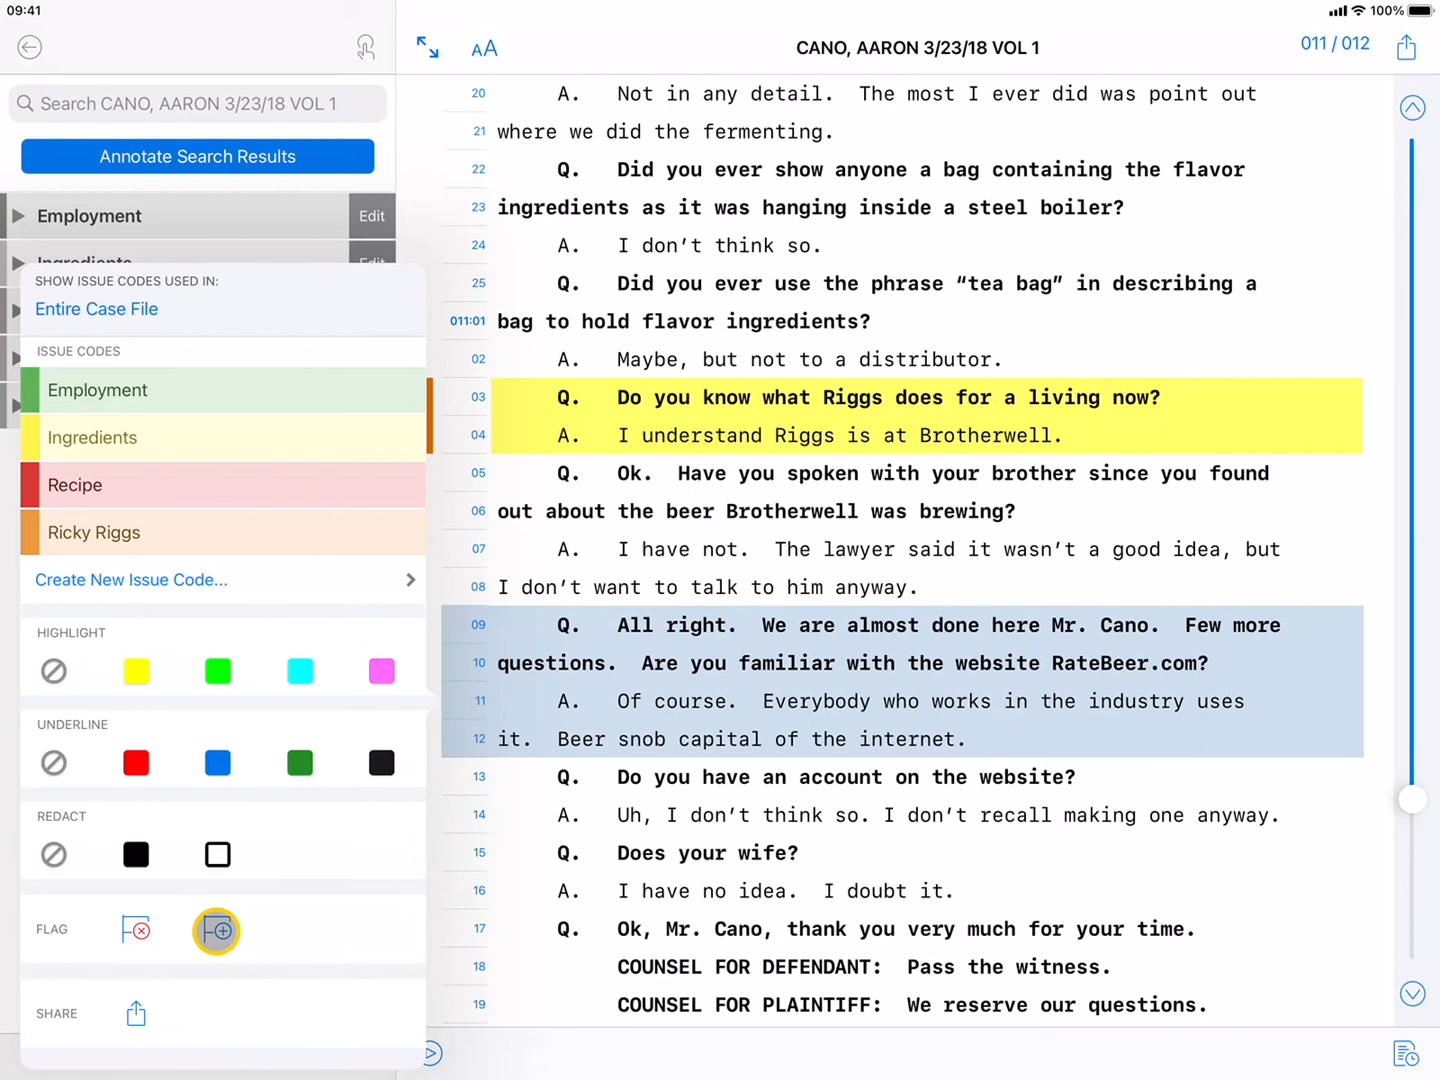 09:41
100%
CANO, AARON 3/23/18 VOL 1
011 / 012
AA
Search CANO, AARON 3/23/18 VOL 1
Annotate Search Results
Employment
Edit
Ingredients
Edit
SHOW ISSUE CODES USED IN:
Entire Case File
ISSUE CODES
Employment
Ingredients
Recipe
Ricky Riggs
Create New Issue Code...
HIGHLIGHT
UNDERLINE
REDACT
FLAG
SHARE
20 A. Not in any detail. The most I ever did was point out
21 where we did the fermenting.
22 Q. Did you ever show anyone a bag containing the flavor
23 ingredients as it was hanging inside a steel boiler?
24 A. I don’t think so.
25 Q. Did you ever use the phrase “tea bag” in describing a
011:01 bag to hold flavor ingredients?
02 A. Maybe, but not to a distributor.
03 Q. Do you know what Riggs does for a living now?
04 A. I understand Riggs is at Brotherwell.
05 Q. Ok. Have you spoken with your brother since you found
06 out about the beer Brotherwell was brewing?
07 A. I have not. The lawyer said it wasn’t a good idea, but
08 I don’t want to talk to him anyway.
09 Q. All right. We are almost done here Mr. Cano. Few more
10 questions. Are you familiar with the website RateBeer.com?
11 A. Of course. Everybody who works in the industry uses
12 it. Beer snob capital of the internet.
13 Q. Do you have an account on the website?
14 A. Uh, I don’t think so. I don’t recall making one anyway.
15 Q. Does your wife?
16 A. I have no idea. I doubt it.
17 Q. Ok, Mr. Cano, thank you very much for your time.
18 COUNSEL FOR DEFENDANT: Pass the witness.
19 COUNSEL FOR PLAINTIFF: We reserve our questions.